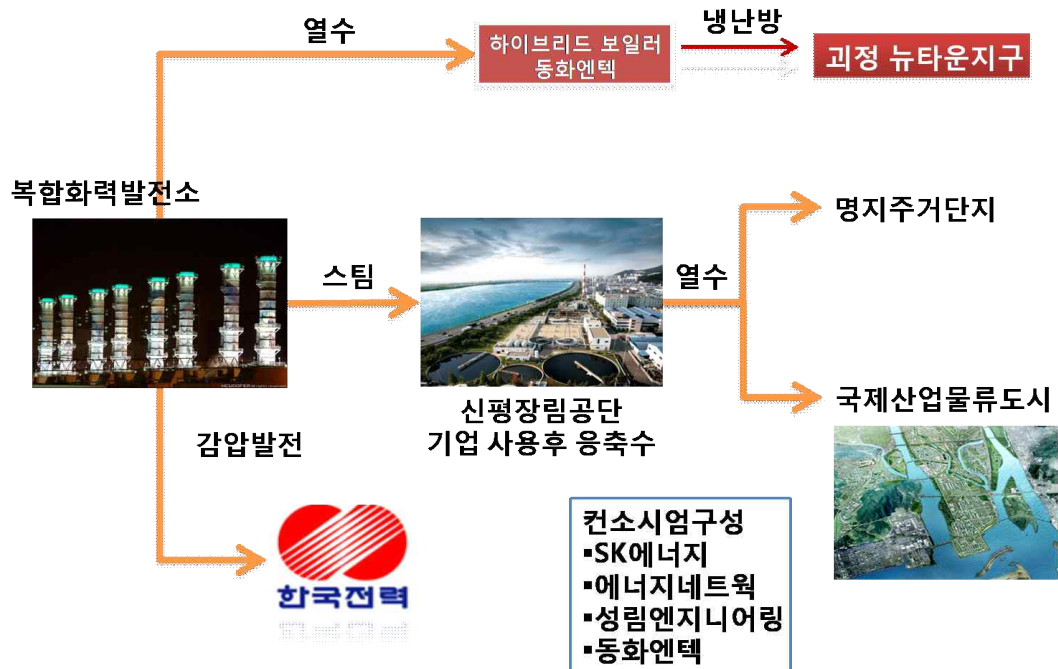 열수
하이브리드 보일러
동화엔텍
냉난방
괴정 뉴타운지구
복합화력발전소
스팀
신평장림공단
기업 사용후 응축수
열수
명지주거단지
국제산업물류도시
감압발전
한국전력
컨소시엄구성
▪SK에너지
▪에너지네트웍
▪성림엔지니어링
▪동화엔텍